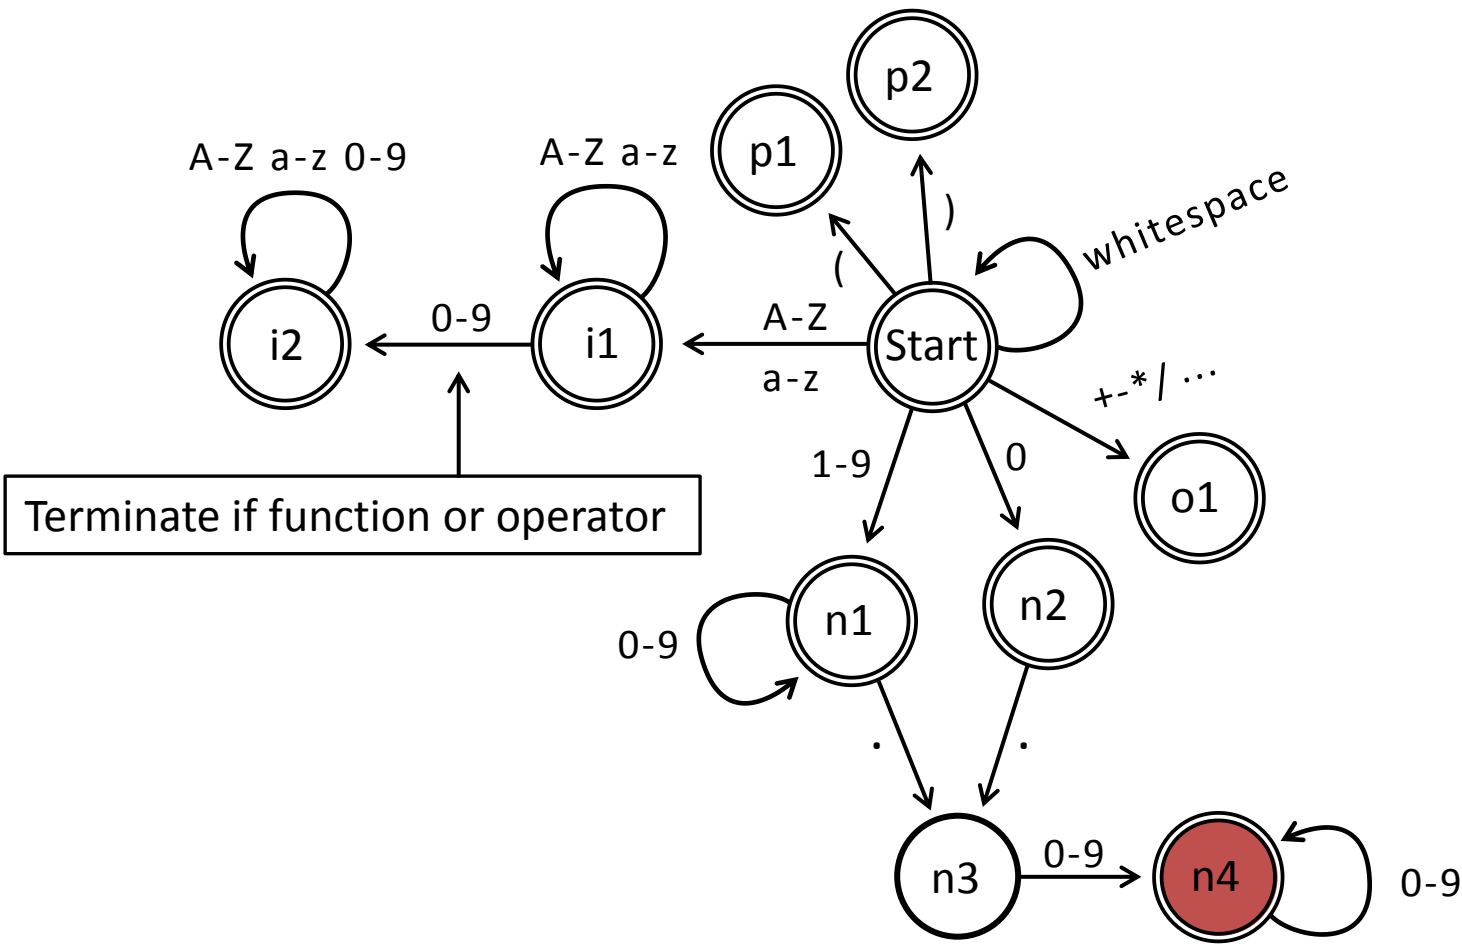 p2
p1
A-Z a-z 0-9
A-Z a-z
)
whitespace
(
i2
0-9
i1
A-Z
a-z
Start
+-*/ ...
1-9
0
Terminate if function or operator
o1
0-9
n1
n2
.
.
n3
0-9
n4
0-9